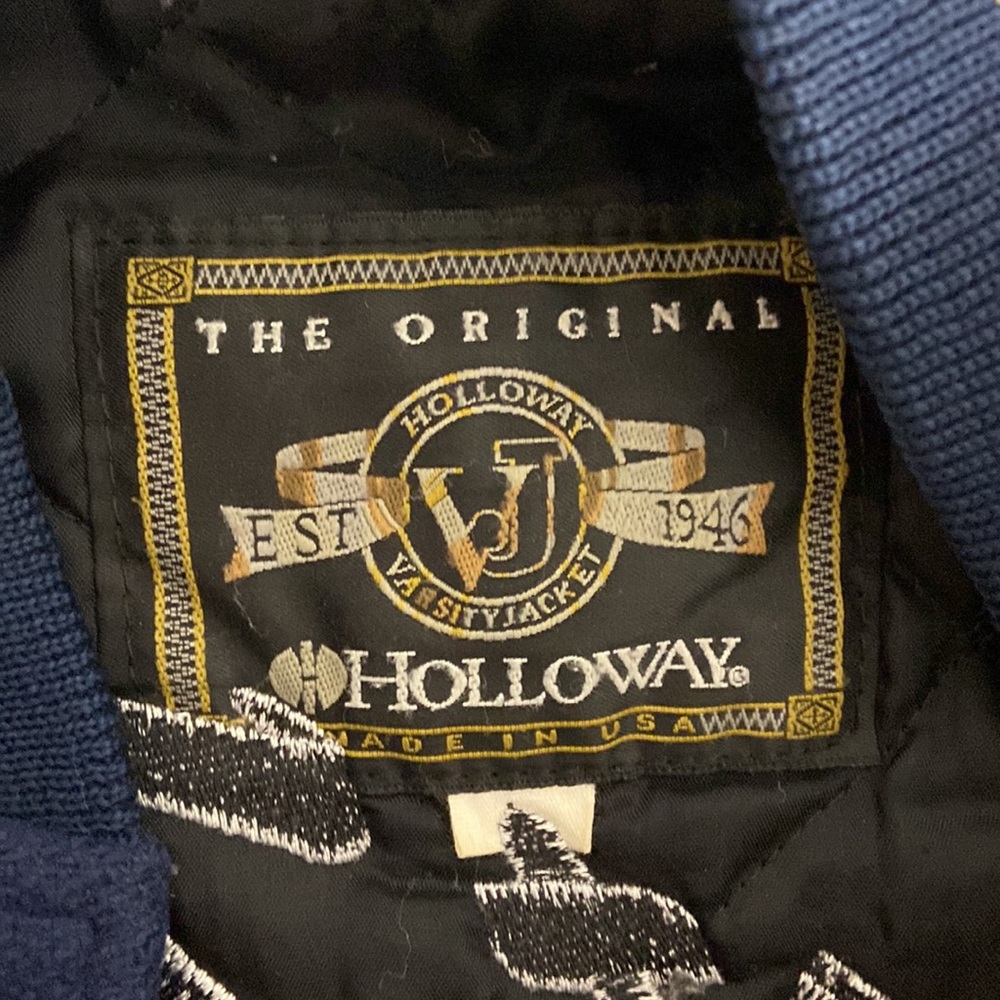 THE ORIGINAL
HOLLOWAY
VJ
EST 1946
VARSITY JACKET
HOLLOWAY®
MADE IN USA